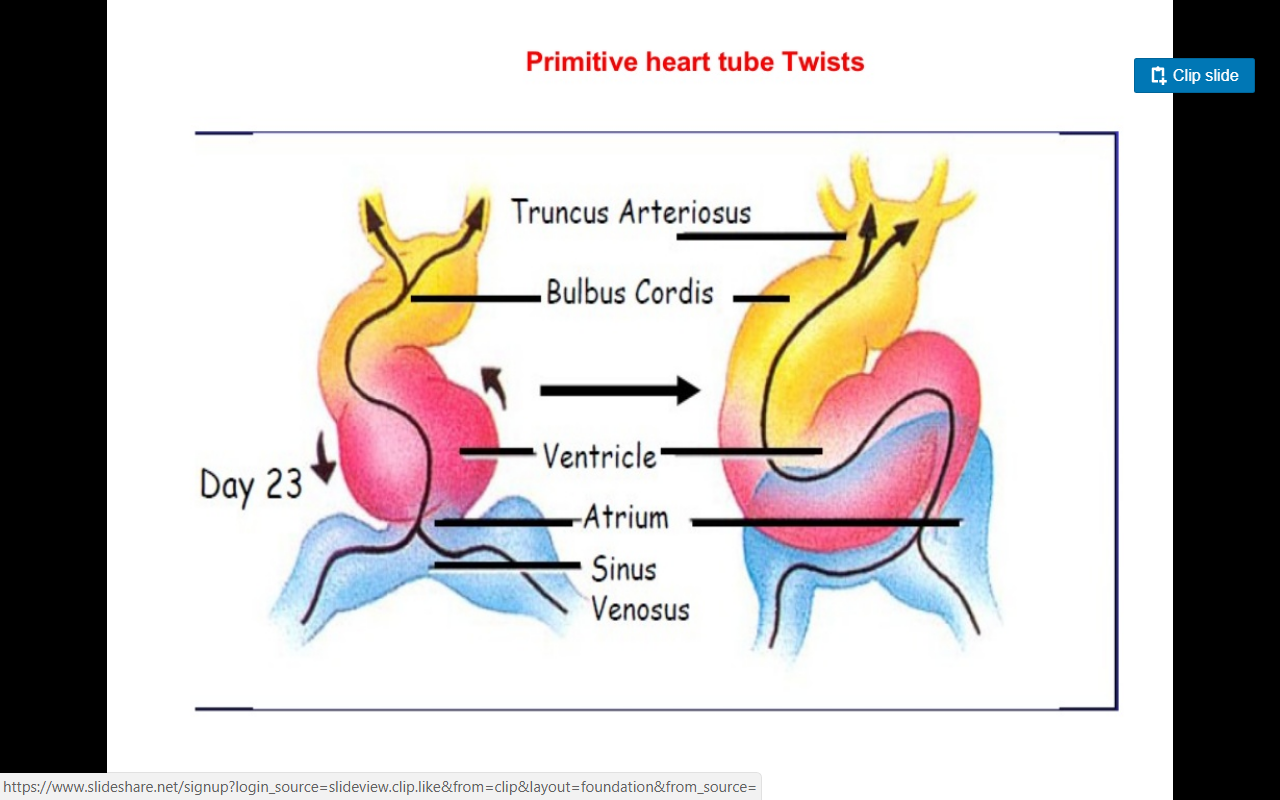 Primitive heart tube Twists
Clip slide
Truncus Arteriosus
Bulbus Cordis
Ventricle
Day 23
Atrium
Sinus
Venosus
https://www.slideshare.net/signup?login_source=slideview.clip.like&from=clip&layout=foundation&from_source=